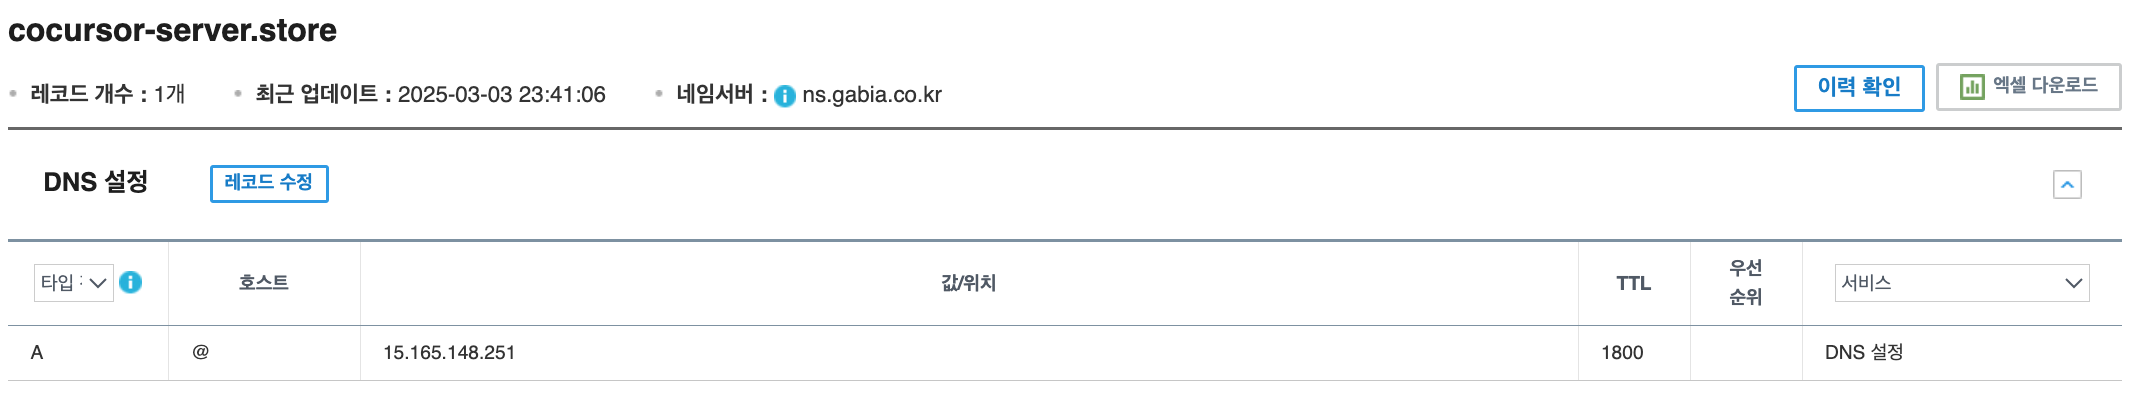 cocursor-server.store
레코드 개수 : 1개 최근 업데이트 : 2025-03-03 23:41:06 네임서버 : ns.gabia.co.kr 이력 확인 엑셀 다운로드
DNS 설정 레코드 수정
타입 호스트 값/위치 TTL 우선 순위 서비스
A @ 15.165.148.251 1800 DNS 설정